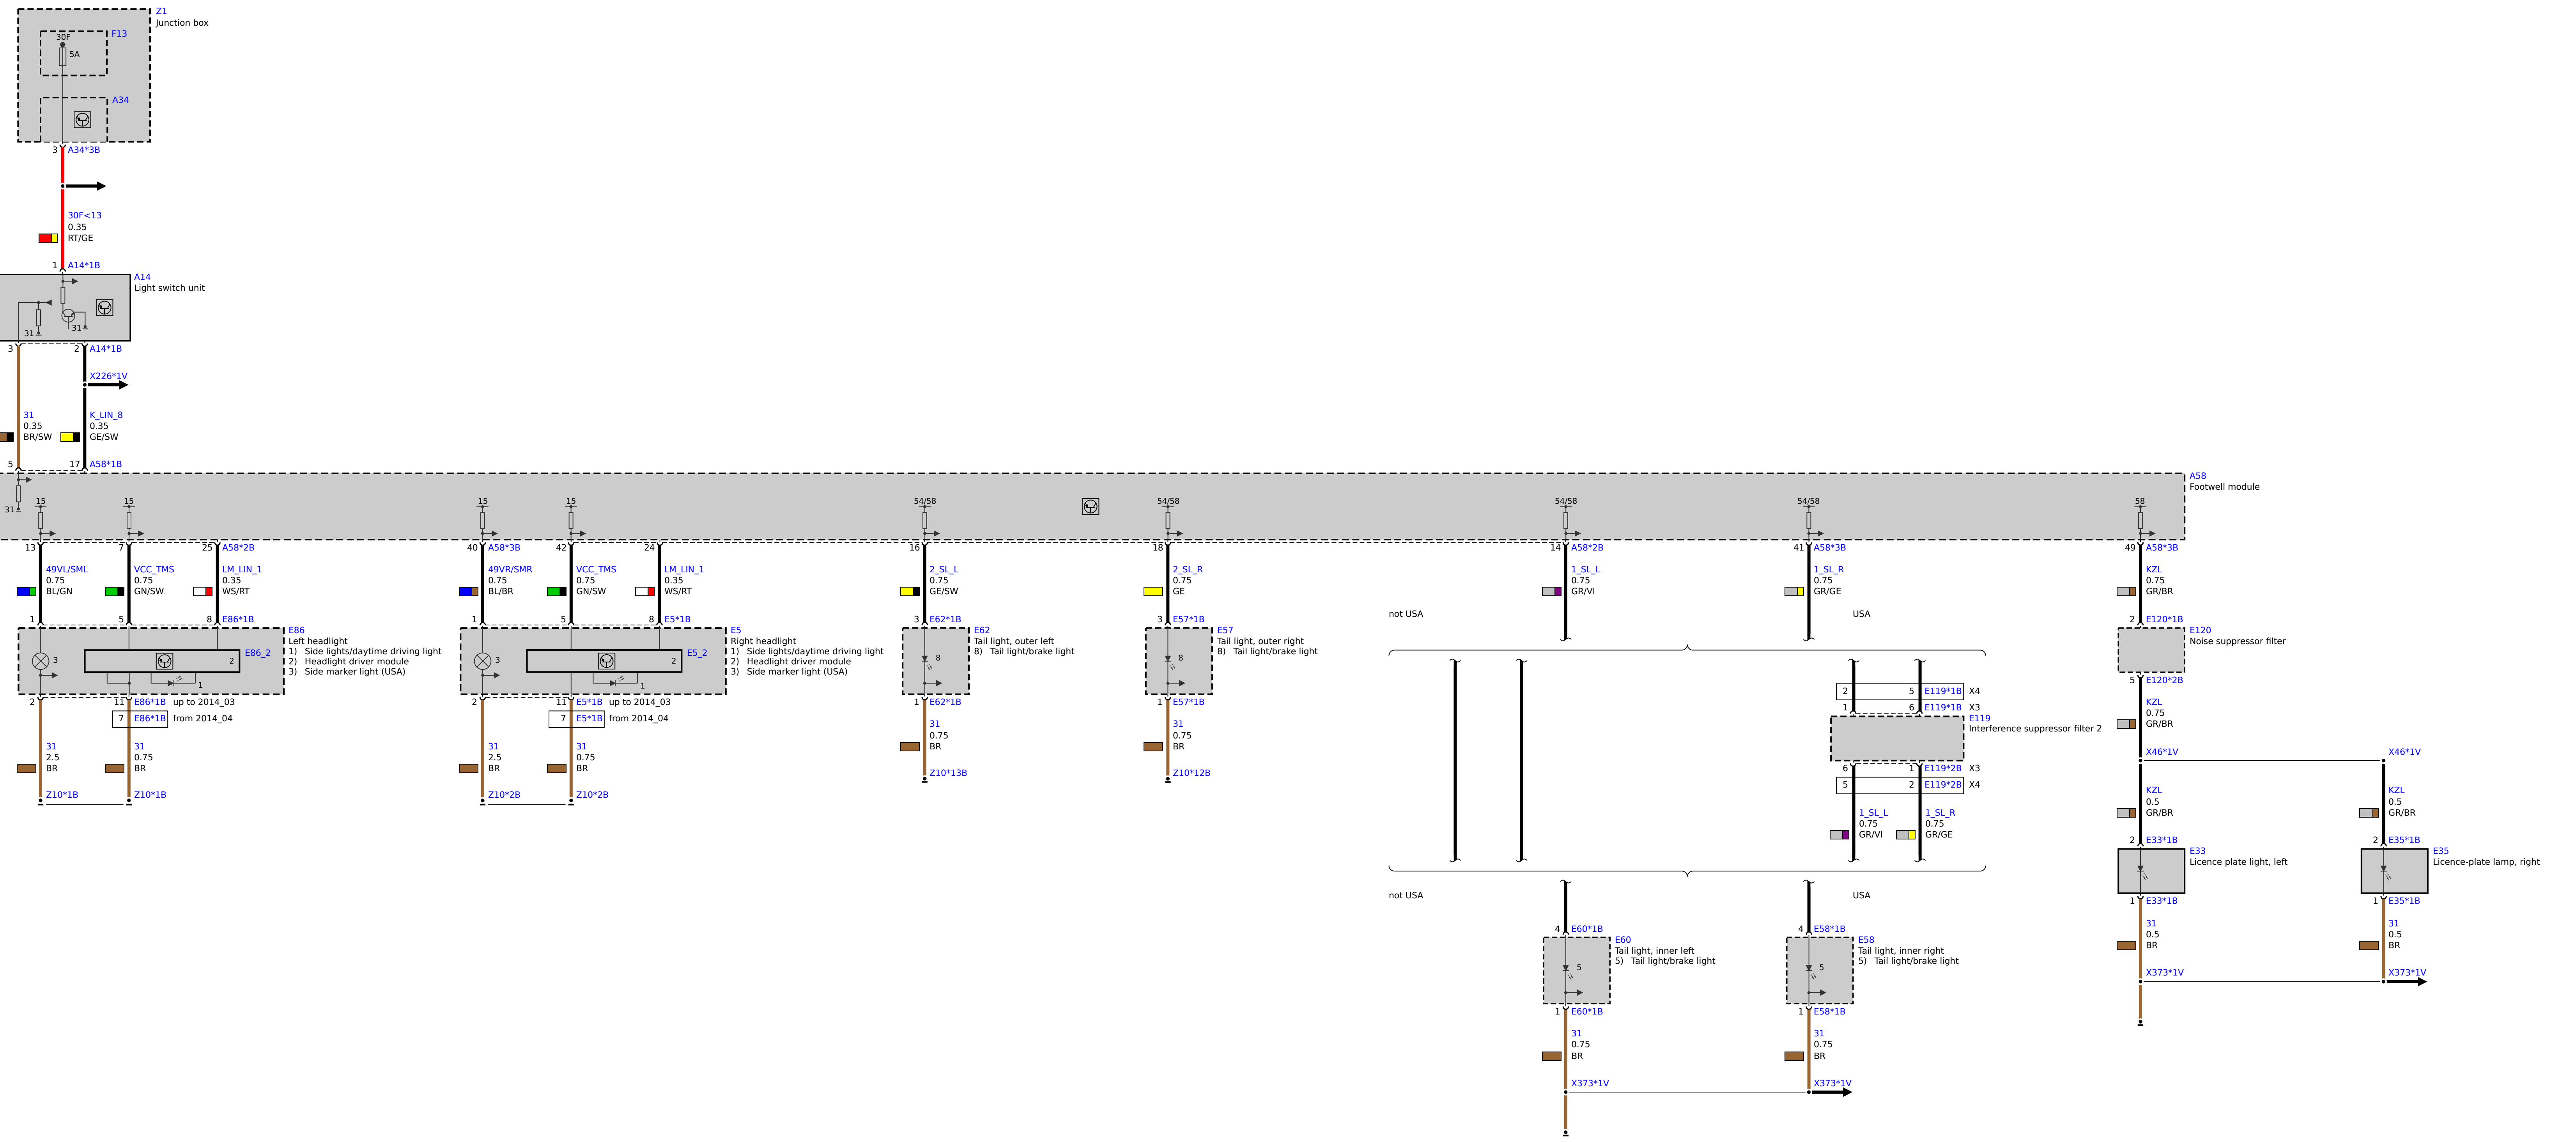 Z1
Junction box
F13
30F
5A
A34
3 A34*3B
30F<13
0.35
RT/GE
1 A14*1B
A14
Light switch unit
31
31
3 2 A14*1B
X226*1V
31 K_LIN_8
0.35 0.35
BR/SW GE/SW
5 17 A58*1B
A58
Footwell module
31
15 15 15 15 54/58 54/58 54/58 54/58 58
13 7 25 A58*2B 40 A58*3B 42 24 16 18 14 A58*2B 41 A58*3B 49 A58*3B
49VL/SML VCC_TMS LM_LIN_1 49VR/SMR VCC_TMS LM_LIN_1 2_SL_L 2_SL_R 1_SL_L 1_SL_R KZL
0.75 0.75 0.35 0.75 0.75 0.35 0.75 0.75 0.75 0.75 0.75
BL/GN GN/SW WS/RT BL/BR GN/SW WS/RT GE/SW GE GR/VI GR/GE GR/BR
not USA USA
1 5 8 E86*1B 1 5 8 E5*1B 3 E62*1B 3 E57*1B 2 E120*1B
E86
Left headlight
1) Side lights/daytime driving light
2) Headlight driver module
3) Side marker light (USA)
3 2 E86_2
1
E5
Right headlight
1) Side lights/daytime driving light
2) Headlight driver module
3) Side marker light (USA)
3 2 E5_2
1
E62
Tail light, outer left
8) Tail light/brake light
8
E57
Tail light, outer right
8) Tail light/brake light
8
E120
Noise suppressor filter
5 E120*2B
2 11 E86*1B up to 2014_03
7 E86*1B from 2014_04
2 11 E5*1B up to 2014_03
7 E5*1B from 2014_04
1 E62*1B
1 E57*1B
31 31 31 31 31 31
2.5 0.75 2.5 0.75 0.75 0.75
BR BR BR BR BR BR
Z10*1B Z10*1B Z10*2B Z10*2B Z10*13B Z10*12B
2 5 E119*1B X4
1 6 E119*1B X3
E119
Interference suppressor filter 2
6 1 E119*2B X3
5 2 E119*2B X4
1_SL_L 1_SL_R
0.75 0.75
GR/VI GR/GE
KZL
0.75
GR/BR
X46*1V X46*1V
KZL KZL
0.5 0.5
GR/BR GR/BR
2 E33*1B 2 E35*1B
E33
Licence plate light, left
E35
Licence-plate lamp, right
1 E33*1B 1 E35*1B
31 31
0.5 0.5
BR BR
X373*1V X373*1V
not USA USA
4 E60*1B 4 E58*1B
E60
Tail light, inner left
5) Tail light/brake light
5
E58
Tail light, inner right
5) Tail light/brake light
5
1 E60*1B 1 E58*1B
31 31
0.75 0.75
BR BR
X373*1V X373*1V